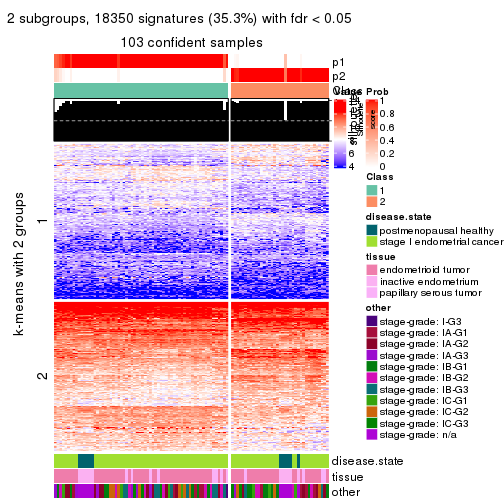 2 subgroups, 18350 signatures (35.3%) with fdr < 0.05
103 confident samples
p1
p2
Class
Silhouette
score
k-means with 2 groups
1
2
disease.state
tissue
other
Value
6
4
Prob
1
0.8
0.6
0.4
0.2
0
Class
1
2
disease.state
postmenopausal healthy
stage I endometrial cancer
tissue
endometrioid tumor
inactive endometrium
papillary serous tumor
other
stage-grade: I-G3
stage-grade: IA-G1
stage-grade: IA-G2
stage-grade: IA-G3
stage-grade: IB-G1
stage-grade: IB-G2
stage-grade: IB-G3
stage-grade: IC-G1
stage-grade: IC-G2
stage-grade: IC-G3
stage-grade: n/a